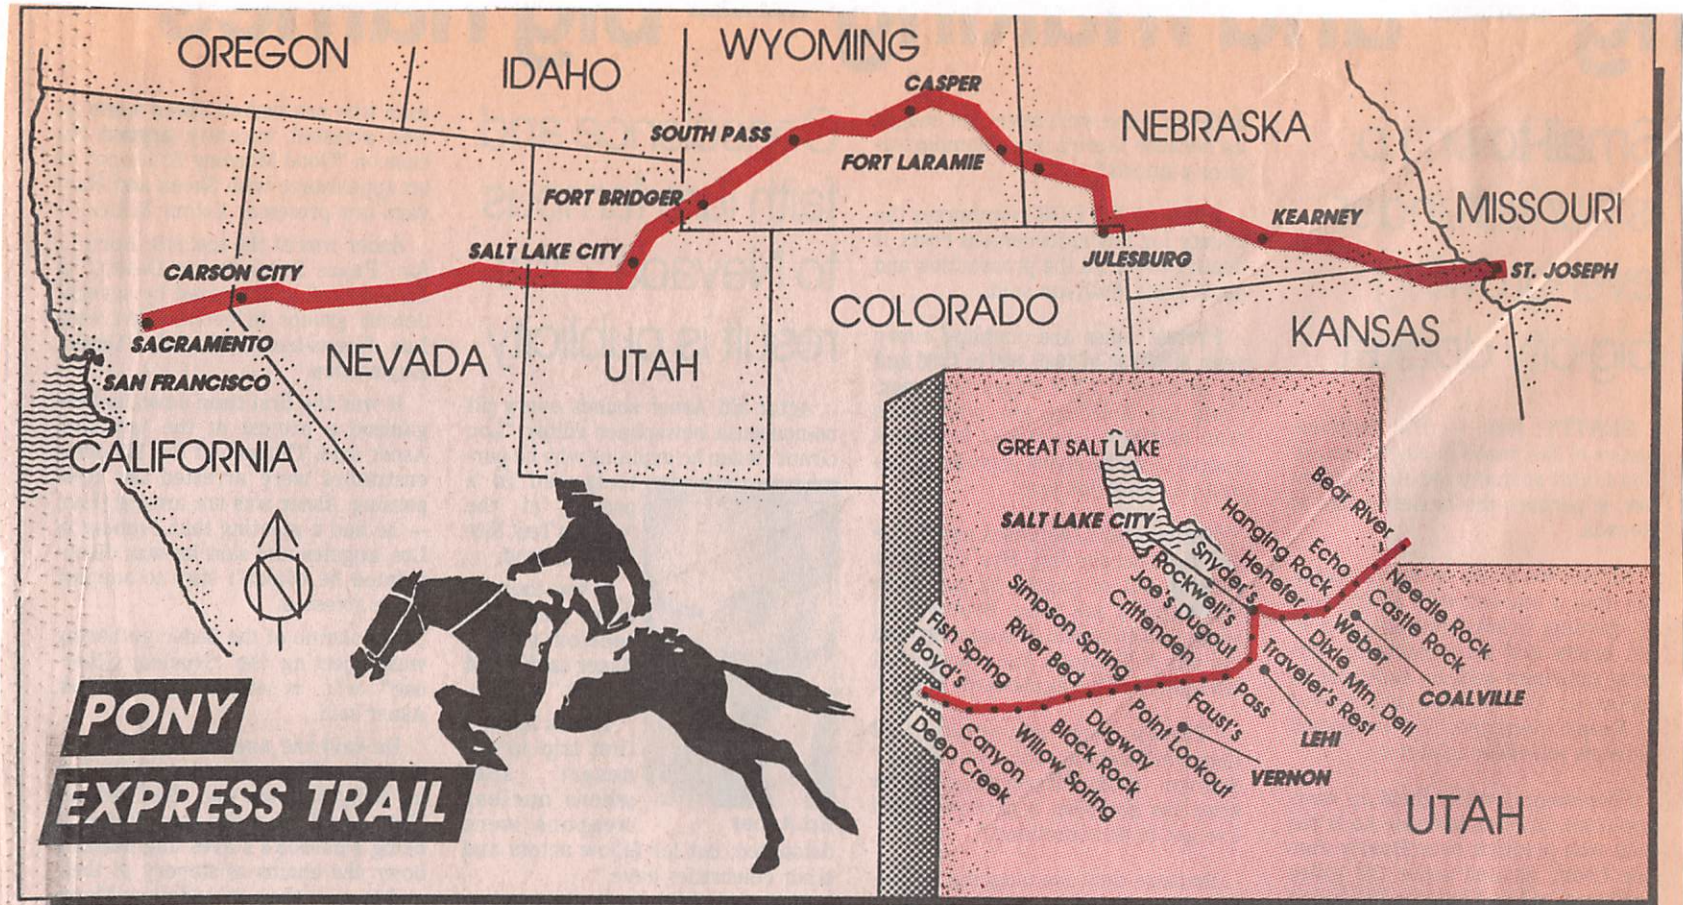 OREGON
IDAHO
WYOMING
CASPER
SOUTH PASS
NEBRASKA
FORT LARAMIE
FORT BRIDGER
KEARNEY
MISSOURI
SALT LAKE CITY
JULESBURG
ST. JOSEPH
CARSON CITY
SACRAMENTO
COLORADO
KANSAS
NEVADA
UTAH
SAN FRANCISCO
CALIFORNIA
PONY
EXPRESS TRAIL
GREAT SALT LAKE
SALT LAKE CITY
Bear River
Hanging Rock
Echo
Henefer
Snyder's
Rockwell's
Joe's Dugout
Crittenden
Simpson Spring
River Bed
Fish Spring
Boyd's
Needle Rock
Castle Rock
Weber
Dixie
Mtn. Dell
Traveler's Rest
Pass
Faust's
Point Lookout
Dugway
Black Rock
Willow Spring
Canyon
Deep Creek
COALVILLE
LEHI
VERNON
UTAH